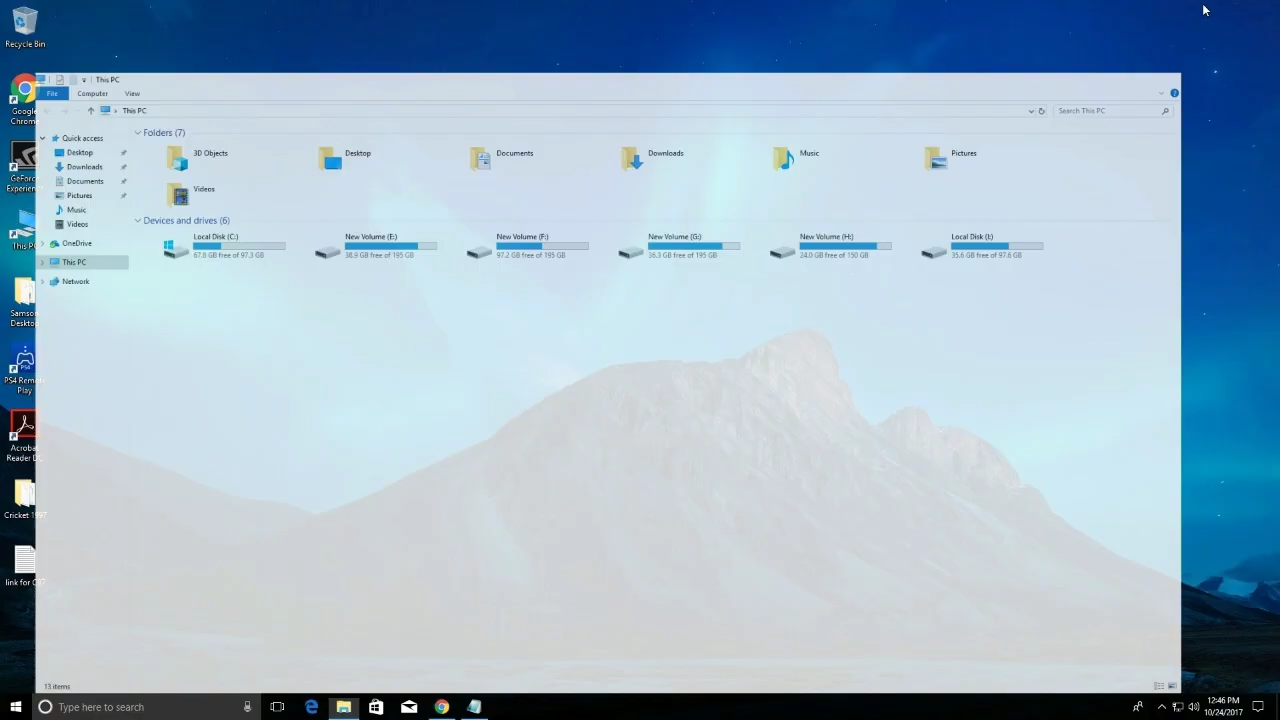 Recycle Bin
This PC
File
Computer
View
This PC
Search This PC
Google
Chrome
Quick access
Folders (7)
3D Objects
Desktop
Documents
Downloads
Music
Pictures
Videos
Desktop
Downloads
Documents
Pictures
Music
Videos
GeForce
Experience
Devices and drives (6)
Local Disk (C:)
67.8 GB free of 97.3 GB
New Volume (E:)
38.9 GB free of 195 GB
New Volume (F:)
97.2 GB free of 195 GB
New Volume (G:)
36.3 GB free of 195 GB
New Volume (H:)
24.0 GB free of 150 GB
Local Disk (I:)
35.6 GB free of 97.6 GB
OneDrive
This PC
Network
This PC
Samson
Desktop
PS4
PS4 Remote
Play
Acrobat
Reader DC
Cricket 1997
link for
13 items
Type here to search
12:46 PM
10/24/2017